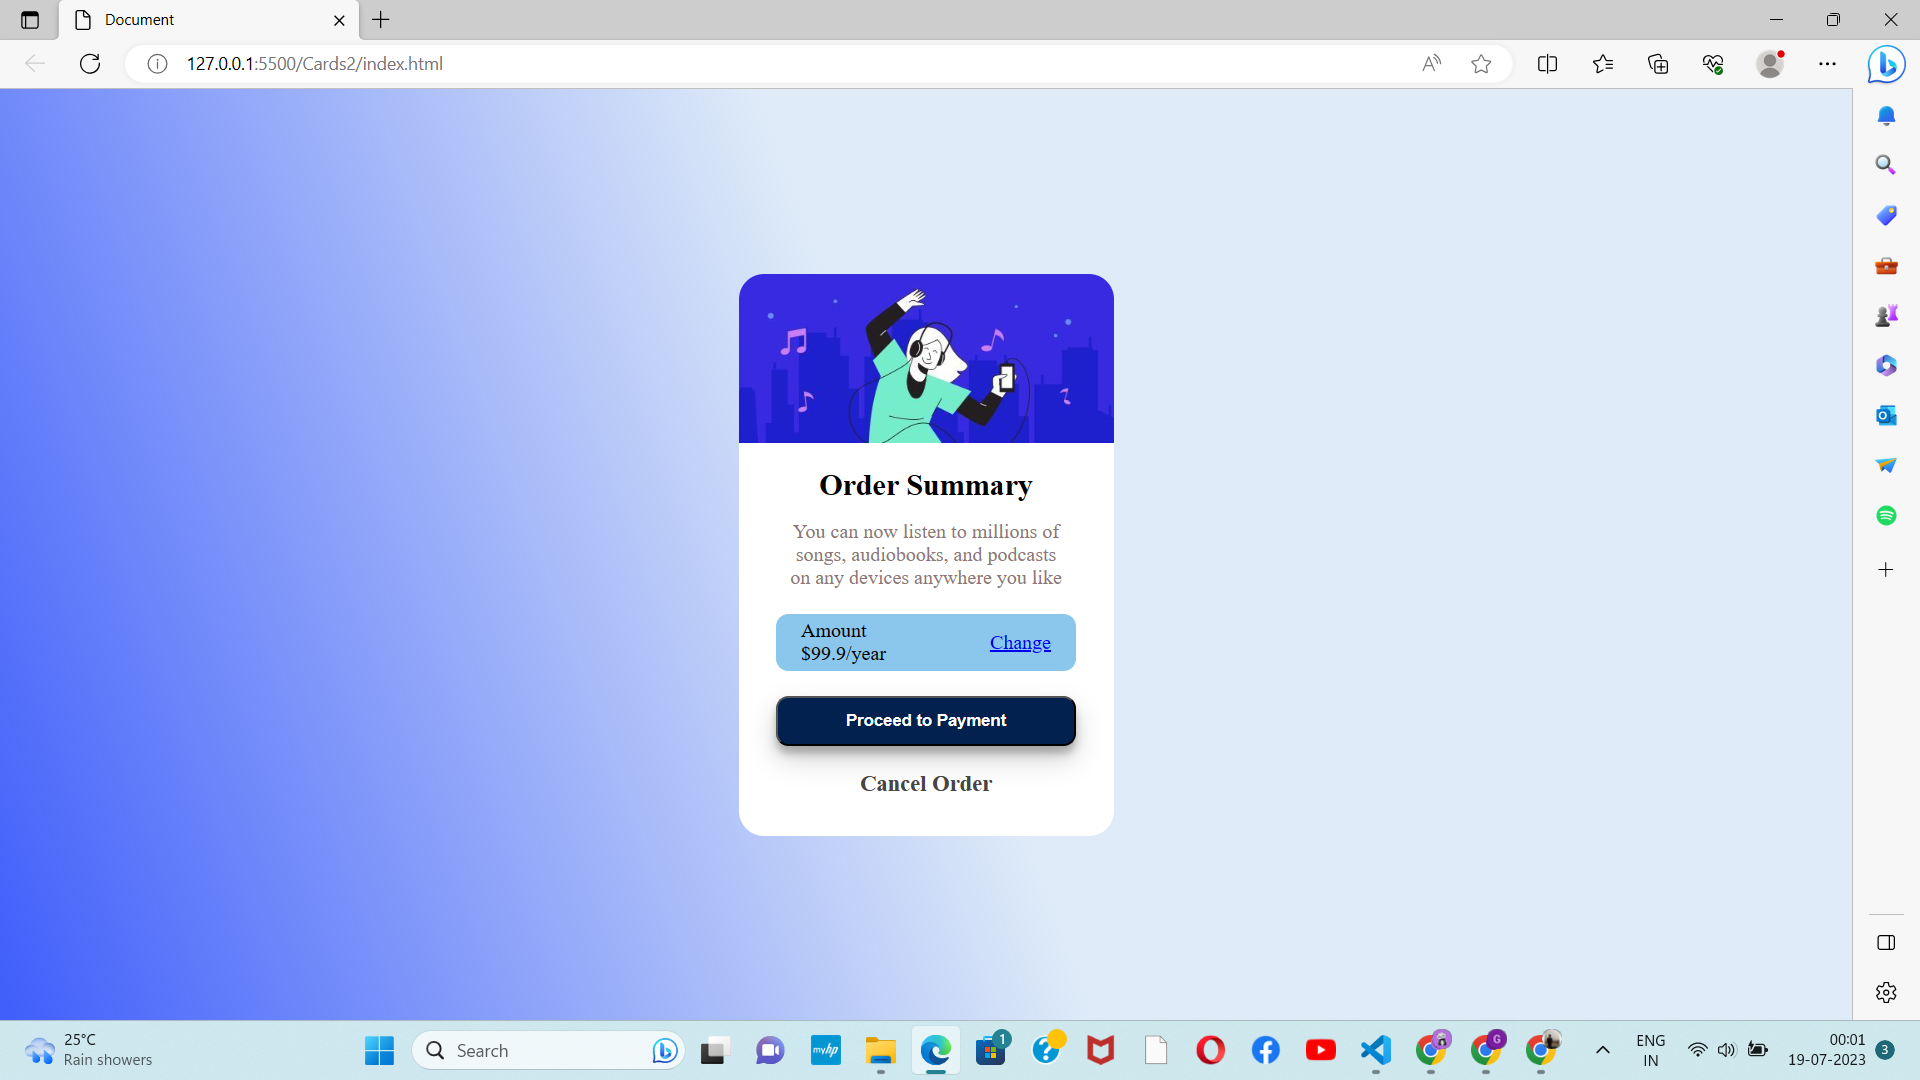 Document
127.0.0.1:5500/Cards2/index.html
Order Summary
You can now listen to millions of
songs, audiobooks, and podcasts
on any devices anywhere you like
Amount
$99.9/year
Change
Proceed to Payment
Cancel Order
25°C
Rain showers
Search
myhp
1
G
ENG
IN
00:01
19-07-2023
3